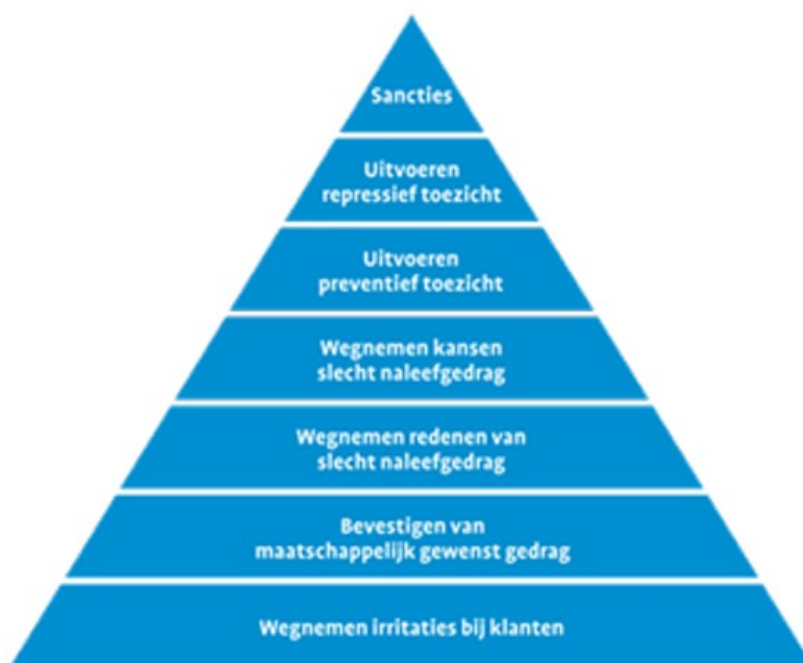 Sancties
Uitvoeren
repressief toezicht
Uitvoeren
preventief toezicht
Wegnemen kansen
slecht naleefgedrag
Wegnemen redenen van
slecht naleefgedrag
Bevestigen van
maatschappelijk gewenst gedrag
Wegnemen irritaties bij klanten